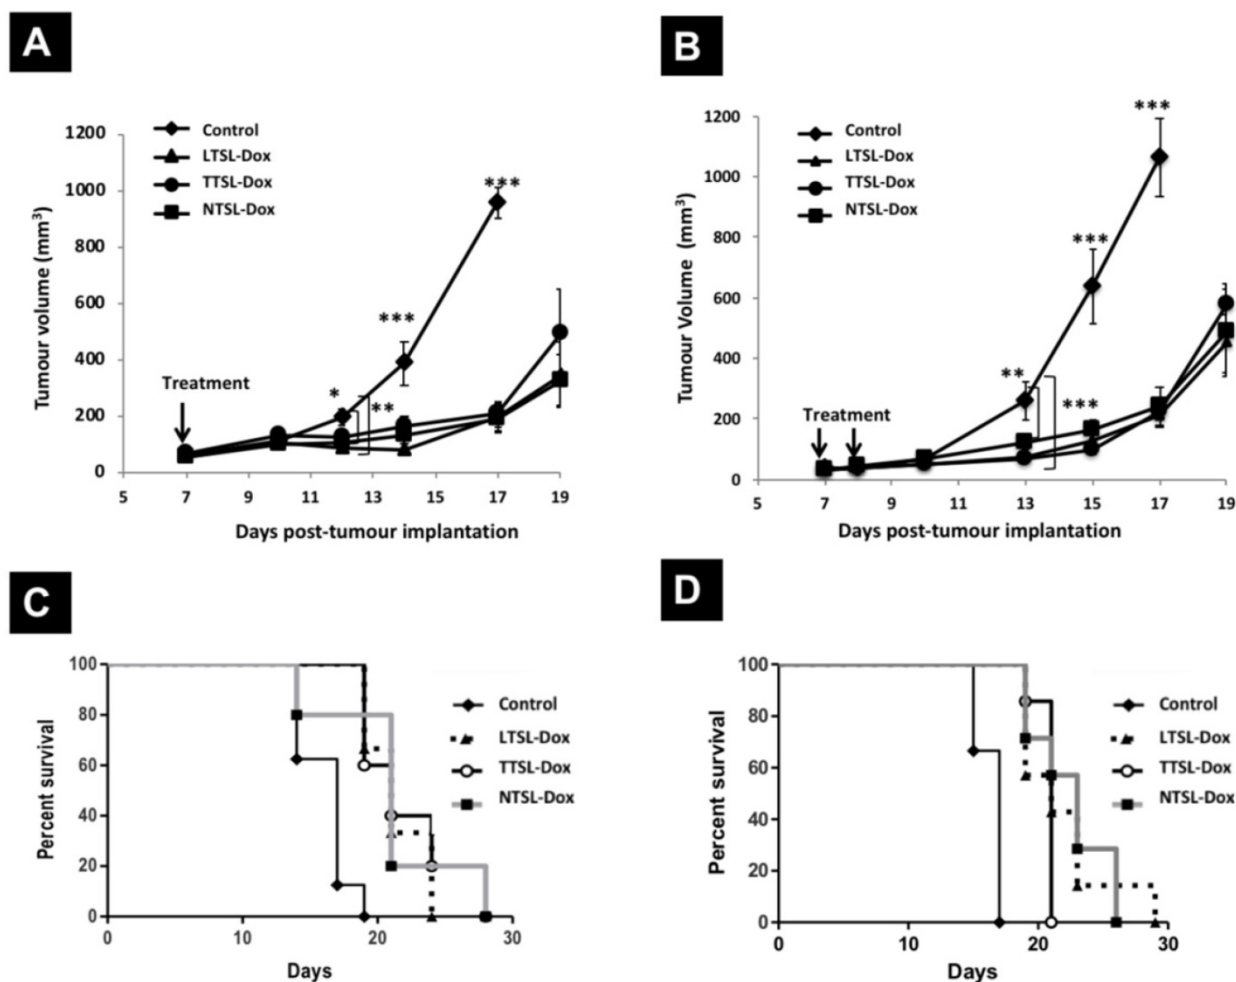 A
1200
1000
800
600
400
200
0
Tumour volume (mm³)
Control
LTSL-Dox
TTSL-Dox
NTSL-Dox
Treatment
*
***
**
***
5 7 9 11 13 15 17 19
Days post-tumour implantation
B
1200
1000
800
600
400
200
0
Tumour Volume (mm³)
Control
LTSL-Dox
TTSL-Dox
NTSL-Dox
Treatment
**
***
***
***
5 7 9 11 13 15 17 19
Days post-tumour implantation
C
100
80
60
40
20
0
Percent survival
Control
LTSL-Dox
TTSL-Dox
NTSL-Dox
0 10 20 30
Days
D
100
80
60
40
20
0
Percent survival
Control
LTSL-Dox
TTSL-Dox
NTSL-Dox
0 10 20 30
Days